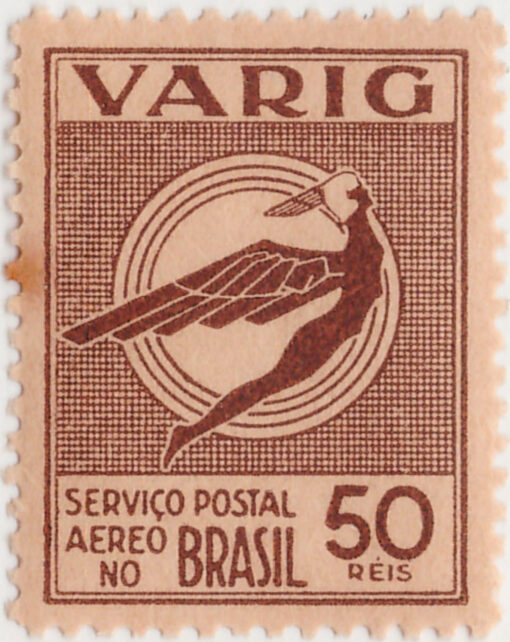 VARIG
SERVIÇO POSTAL
AEREO
NO BRASIL
50
RÉIS